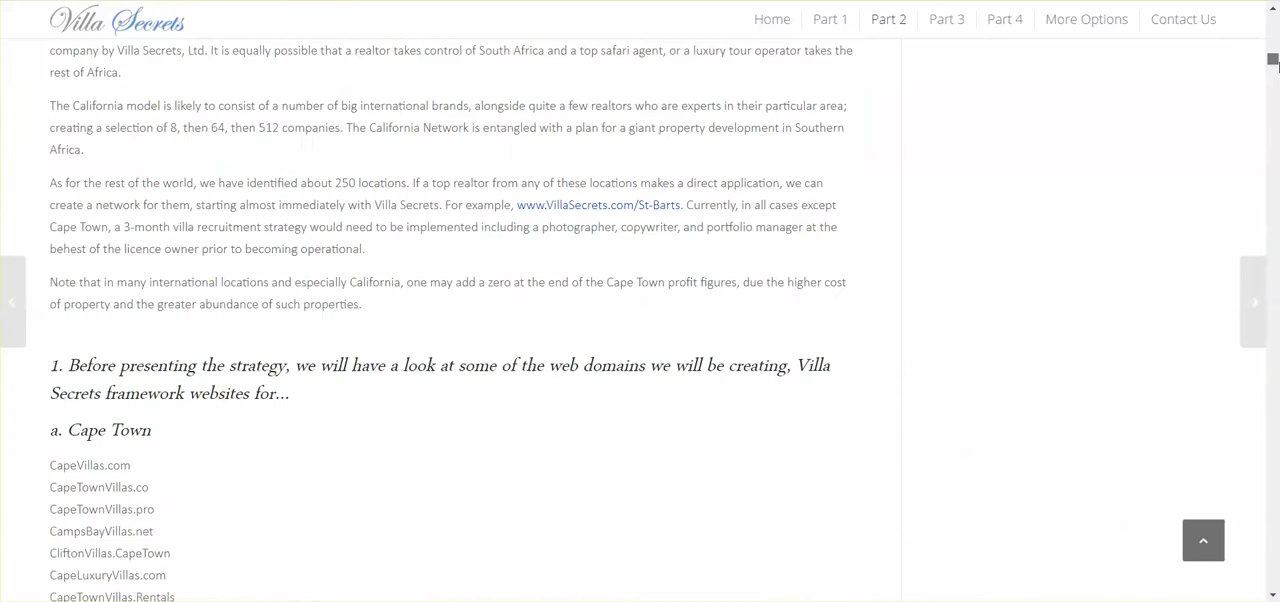 Villa Secrets
Home Part 1 Part 2 Part 3 Part 4 More Options Contact Us
company by Villa Secrets, Ltd. It is equally possible that a realtor takes control of South Africa and a top safari agent, or a luxury tour operator takes the
rest of Africa.
The California model is likely to consist of a number of big international brands, alongside quite a few realtors who are experts in their particular area;
creating a selection of 8, then 64, then 512 companies. The California Network is entangled with a plan for a giant property development in Southern
Africa.
As for the rest of the world, we have identified about 250 locations. If a top realtor from any of these locations makes a direct application, we can
create a network for them, starting almost immediately with Villa Secrets. For example, www.VillaSecrets.com/St-Barts. Currently, in all cases except
Cape Town, a 3-month villa recruitment strategy would need to be implemented including a photographer, copywriter, and portfolio manager at the
behest of the licence owner prior to becoming operational.
Note that in many international locations and especially California, one may add a zero at the end of the Cape Town profit figures, due the higher cost
of property and the greater abundance of such properties.
1. Before presenting the strategy, we will have a look at some of the web domains we will be creating, Villa
Secrets framework websites for...
a. Cape Town
CapeVillas.com
CapeTownVillas.co
CapeTownVillas.pro
CampsBayVillas.net
CliftonVillas.CapeTown
CapeLuxuryVillas.com
CapeTownVillas.Rentals